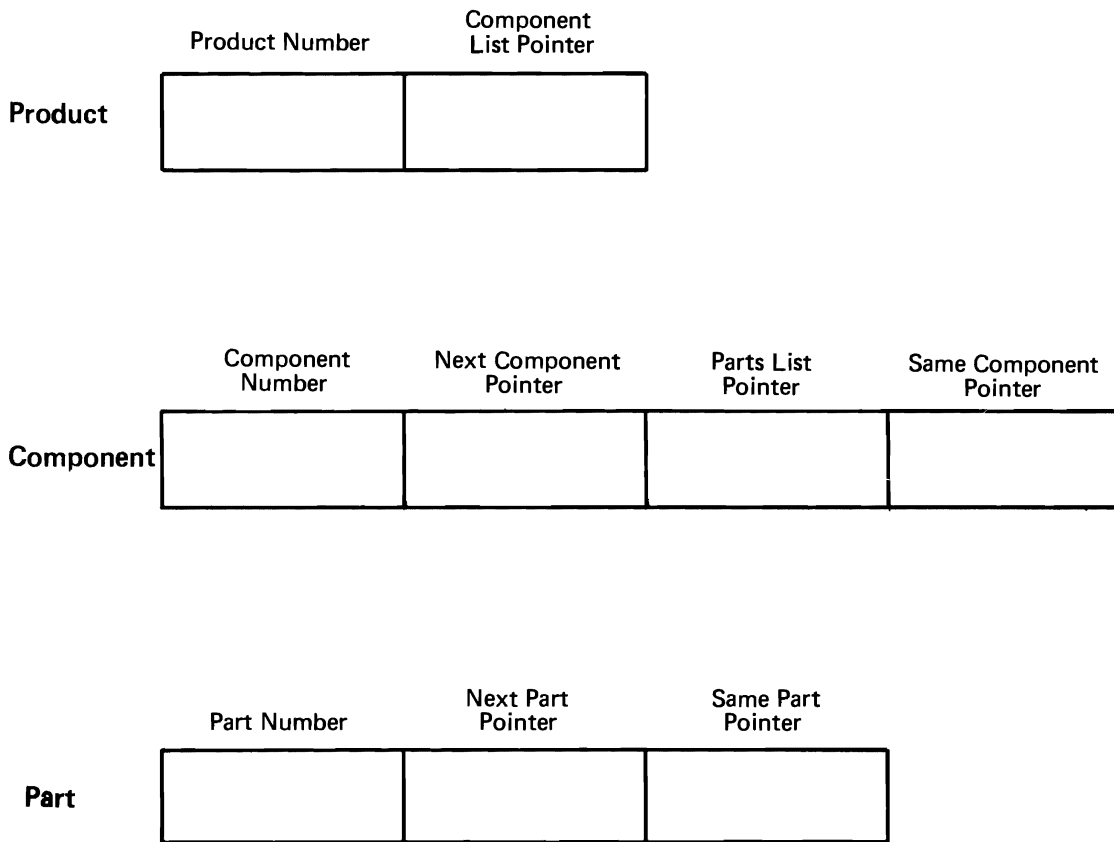 Product Number
Component
List Pointer
Product
Component
Number
Next Component
Pointer
Parts List
Pointer
Same Component
Pointer
Component
Part Number
Next Part
Pointer
Same Part
Pointer
Part